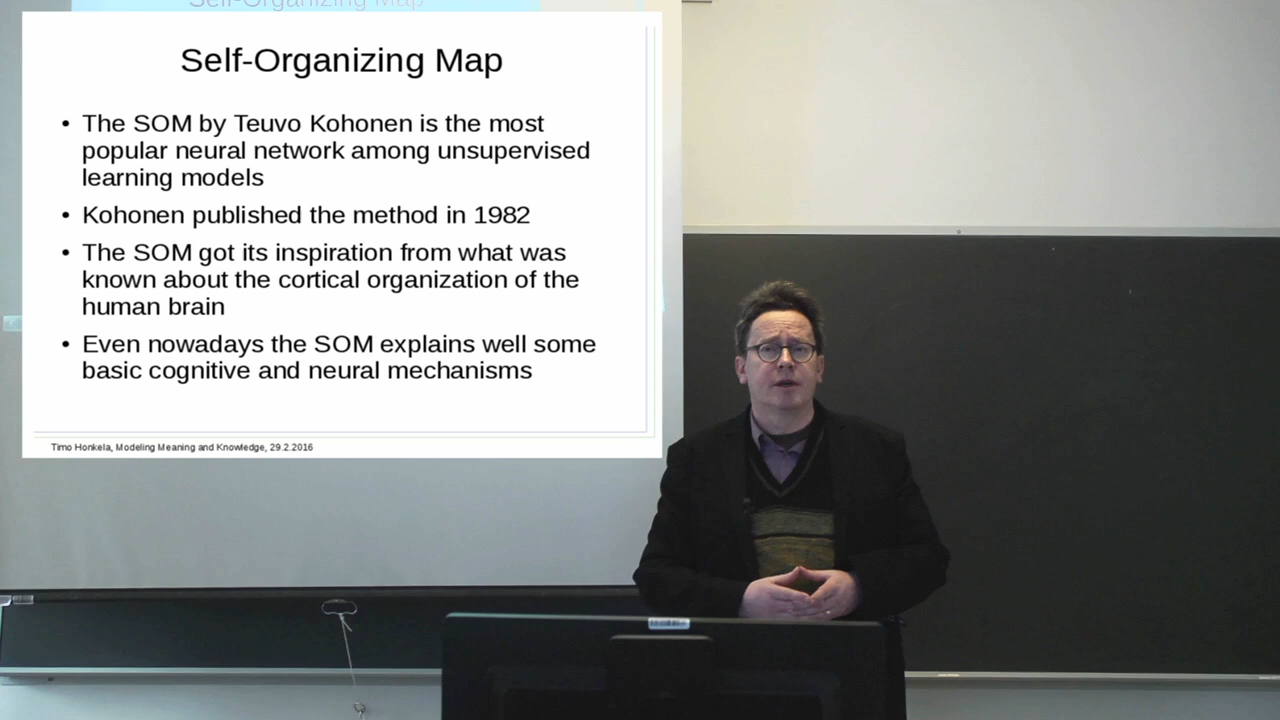 Self-Organizing Map
Self-Organizing Map
• The SOM by Teuvo Kohonen is the most
popular neural network among unsupervised
learning models
• Kohonen published the method in 1982
• The SOM got its inspiration from what was
known about the cortical organization of the
human brain
• Even nowadays the SOM explains well some
basic cognitive and neural mechanisms
Timo Honkela, Modeling Meaning and Knowledge, 29.2.2016